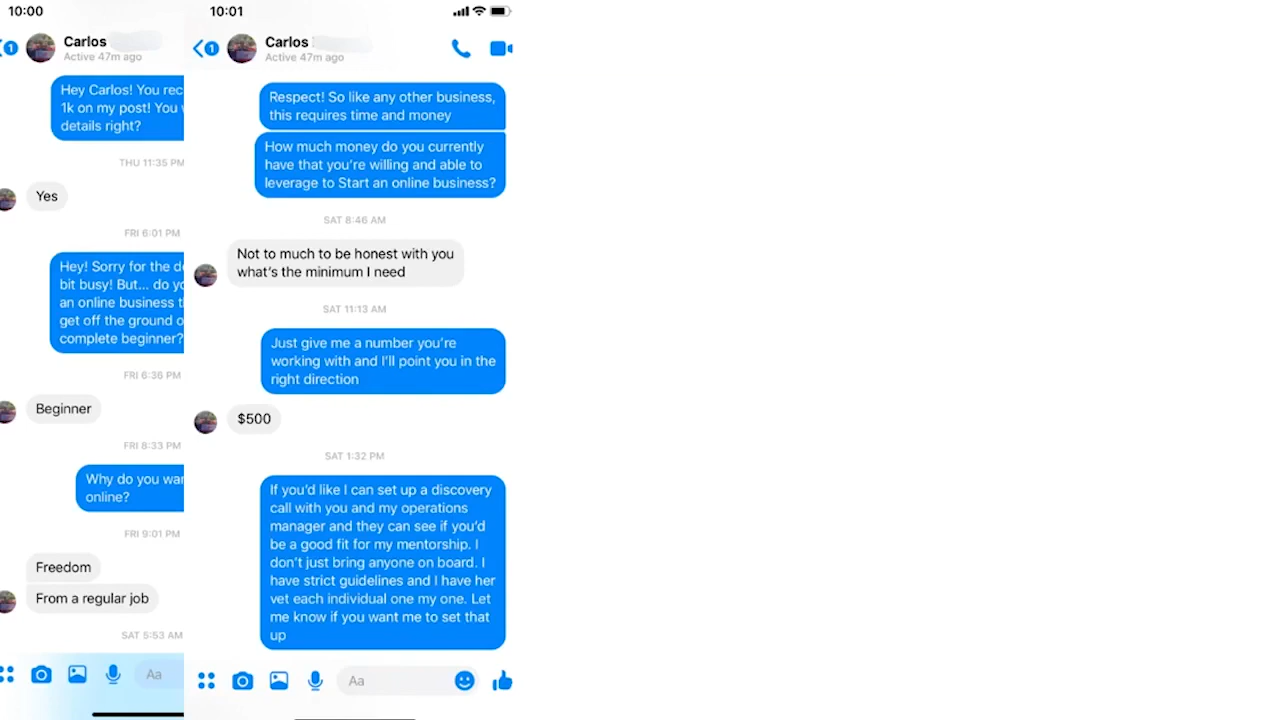 10:00
1
Carlos
Active 47m ago
Hey Carlos! You
1k on my post! You
details right?
THU 11:35 PM
Yes
FRI 6:01 PM
Hey! Sorry for the
bit busy! But... do
an online business
get off the ground
complete beginner?
FRI 6:36 PM
Beginner
FRI 8:33 PM
Why do you
online?
FRI 9:01 PM
Freedom
From a regular job
SAT 5:53 AM
Aa
10:01
1
Carlos
Active 47m ago
Respect! So like any other business,
this requires time and money
How much money do you currently
have that you're willing and able to
leverage to Start an online business?
SAT 8:46 AM
Not to much to be honest with you
what's the minimum I need
SAT 11:13 AM
Just give me a number you're
working with and I'll point you in the
right direction
$500
SAT 1:32 PM
If you'd like I can set up a discovery
call with you and my operations
manager and they can see if you'd
be a good fit for my mentorship. I
don't just bring anyone on board. I
have strict guidelines and I have her
vet each individual one my one. Let
me know if you want me to set that
up
Aa